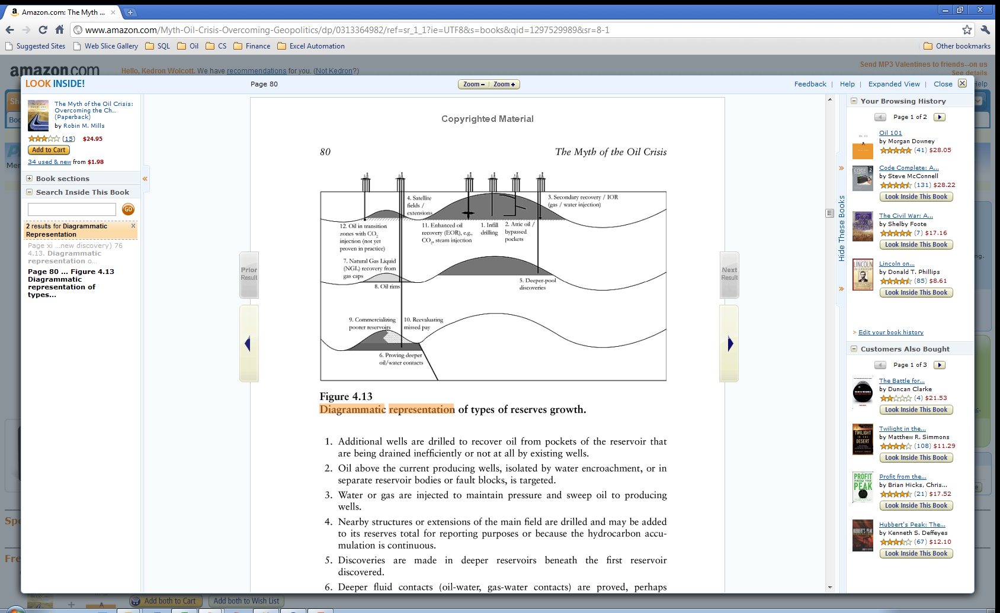 Amazon.com: The Myth ...
www.amazon.com/Myth-Oil-Crisis-Overcoming-Geopolitics/dp/0313364982/ref=sr_1_1?ie=UTF8&s=books&qid=1297529989&sr=8-1
Suggested Sites Web Slice Gallery SQL Oil CS Finance Excel Automation Other bookmarks
amazon.com Hello, Kedron Wolcott. We have recommendations for you. (Not Kedron?)
Send MP3 Valentines to friends--on us
See details
Help
LOOK INSIDE! Page 80 Zoom – Zoom + Feedback | Help | Expanded View | Close
The Myth of the Oil Crisis:
Overcoming the Ch...
(Paperback)
by Robin M. Mills
(15) $24.95
Add to Cart
34 used & new from $1.98
Book sections
Search Inside This Book
GO
2 results for Diagrammatic X
Representation
Page xi ...new discovery) 76
4.13. Diagrammatic
representation o...
Page 80 ... Figure 4.13
Diagrammatic
representation of
types...
Prior
Result
Next
Result
Copyrighted Material
80 The Myth of the Oil Crisis
4. Satellite
fields /
extensions
3. Secondary recovery / IOR
(gas / water injection)
12. Oil in transition
zones with CO2
injection (not yet
proven in practice)
11. Enhanced oil
recovery (EOR), e.g.,
CO2, steam injection
1. Infill
drilling
2. Attic oil /
bypassed
pockets
7. Natural Gas Liquid
(NGL) recovery from
gas caps
8. Oil rims
5. Deeper-pool
discoveries
9. Commercializing
poorer reservoirs
10. Reevaluating
missed pay
6. Proving deeper
oil/water contacts
Figure 4.13
Diagrammatic representation of types of reserves growth.
1. Additional wells are drilled to recover oil from pockets of the reservoir that
are being drained inefficiently or not at all by existing wells.
2. Oil above the current producing wells, isolated by water encroachment, or in
separate reservoir bodies or fault blocks, is targeted.
3. Water or gas are injected to maintain pressure and sweep oil to producing
wells.
4. Nearby structures or extensions of the main field are drilled and may be added
to its reserves total for reporting purposes or because the hydrocarbon accu-
mulation is continuous.
5. Discoveries are made in deeper reservoirs beneath the first reservoir
discovered.
6. Deeper fluid contacts (oil-water, gas-water contacts) are proved, perhaps
Hide These Books
Your Browsing History
Page 1 of 2
Oil 101
by Morgan Downey
(41) $28.05
Code Complete: A...
by Steve McConnell
(131) $28.22
Look Inside This Book
The Civil War: A...
by Shelby Foote
(7) $17.16
Look Inside This Book
Lincoln on...
by Donald T. Phillips
(85) $8.61
Look Inside This Book
> Edit your book history
Customers Also Bought
Page 1 of 3
The Battle for...
by Duncan Clarke
(4) $21.53
Look Inside This Book
Twilight in the...
by Matthew R. Simmons
(108) $11.29
Look Inside This Book
Profit from the...
by Brian Hicks, Chris...
(21) $17.52
Look Inside This Book
Hubbert's Peak: The...
by Kenneth S. Deffeyes
(67) $12.10
Look Inside This Book
Add both to Cart Add both to Wish List